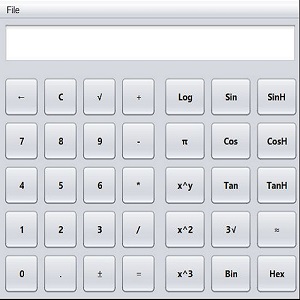 File
← C √ + Log Sin SinH
7 8 9 - π Cos CosH
4 5 6 * x^y Tan TanH
1 2 3 / x^2 3√ ≈
0 . ± = x^3 Bin Hex